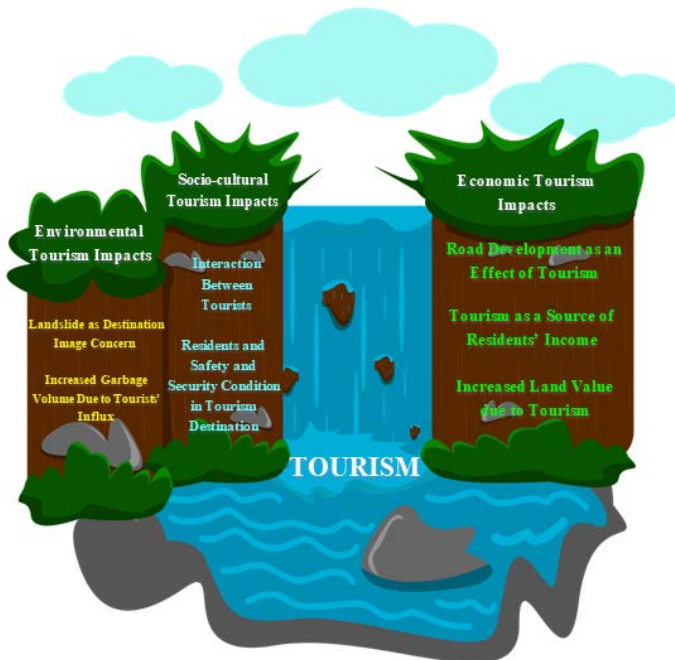 Environmental
Tourism Impacts
Landslide as Destination
Image Concern
Increased Garbage
Volume Due to Tourists'
Influx
Socio-cultural
Tourism Impacts
Interaction
Between
Tourists
Residents and
Safety and
Security Condition
in Tourism
Destination
Economic Tourism
Impacts
Road Development as an
Effect of Tourism
Tourism as a Source of
Residents' Income
Increased Land Value
due to Tourism
TOURISM